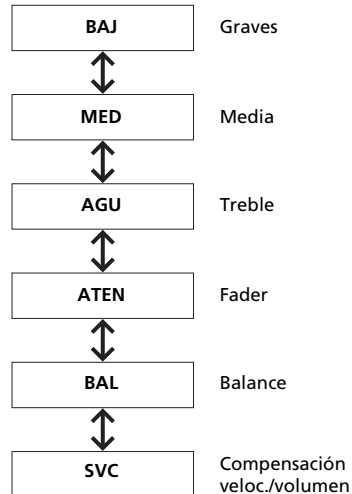 BAJ Graves
MED Media
AGU Treble
ATEN Fader
BAL Balance
SVC Compensación
veloc./volumen